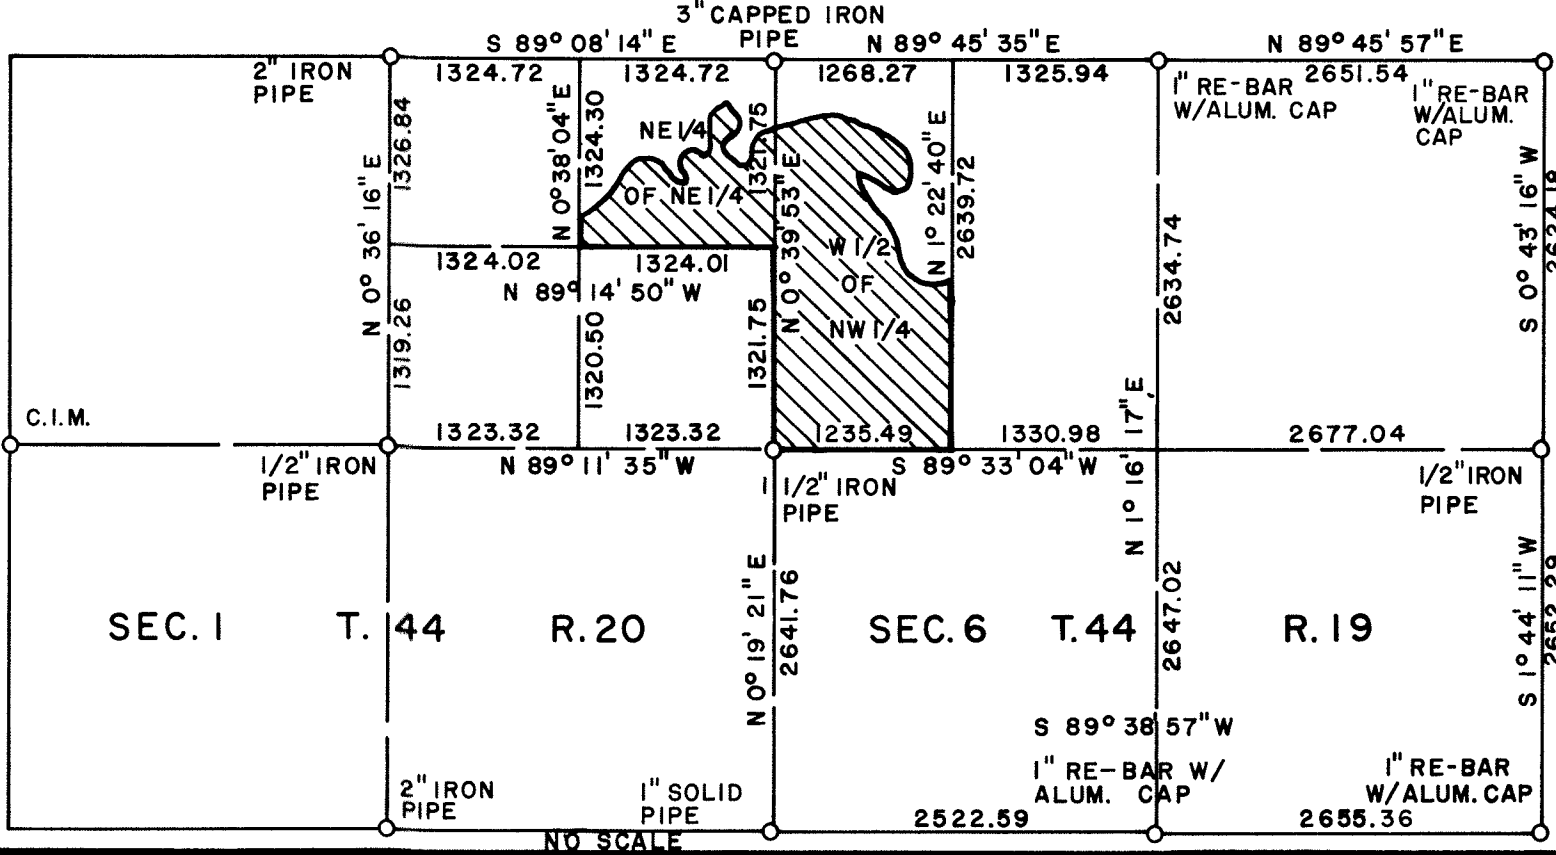 3" CAPPED IRON
PIPE
S 89° 08' 14" E
N 89° 45' 35" E
N 89° 45' 57" E
2" IRON
PIPE
1324.72
1324.72
1268.27
1325.94
2651.54
1" RE-BAR
W/ALUM. CAP
1" RE-BAR
W/ALUM.
CAP
1326.84
N 0° 36' 16" E
1319.26
N 0° 38' 04" E
1324.30
NE 1/4
OF NE 1/4
1321.75
N 0° 39' 53" E
W 1/2
OF
NW 1/4
N 1° 22' 40" E
2639.72
2634.74
S 0° 43' 16" W
1324.02
1324.01
N 89° 14' 50" W
1320.50
1321.75
C.I.M.
1323.32
1323.32
1235.49
1330.98
2677.04
N 89° 11' 35" W
S 89° 33' 04" W
1/2" IRON
PIPE
1 1/2" IRON
PIPE
N 1° 16' 17" E
1/2" IRON
PIPE
N 0° 19' 21" E
2641.76
2647.02
S 1° 44' 11" W
SEC. 1 T. 44 R. 20
SEC. 6 T. 44 R. 19
S 89° 38' 57" W
2" IRON
PIPE
1" SOLID
PIPE
1" RE-BAR W/
ALUM. CAP
1" RE-BAR
W/ALUM. CAP
2522.59
2655.36
NO SCALE